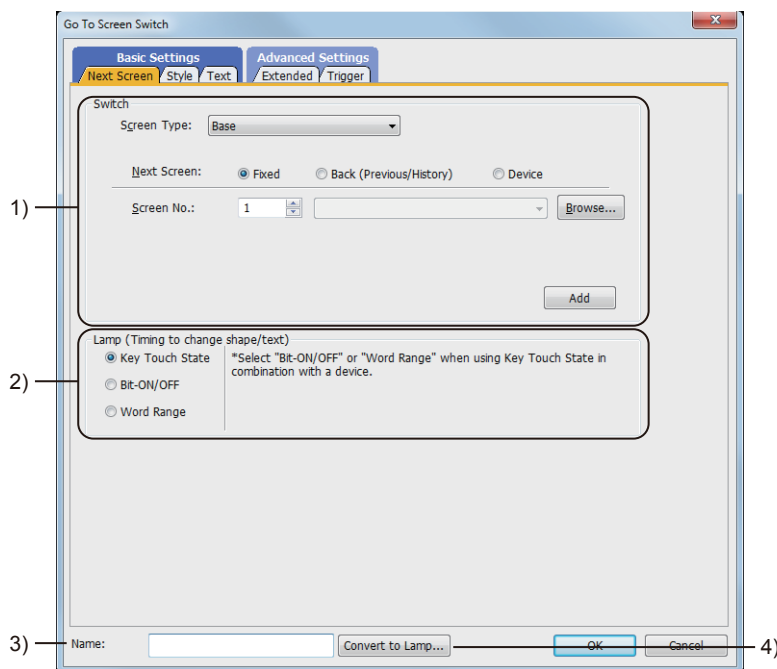 Go To Screen Switch
Basic Settings Advanced Settings
Next Screen Style Text Extended Trigger
Switch
Screen Type: Base
Next Screen: Fixed Back (Previous/History) Device
1)
Screen No.: 1 Browse...
Add
Lamp (Timing to change shape/text)
Key Touch State *Select "Bit-ON/OFF" or "Word Range" when using Key Touch State in
combination with a device.
2)
Bit-ON/OFF
Word Range
3) Name: Convert to Lamp... OK Cancel 4)